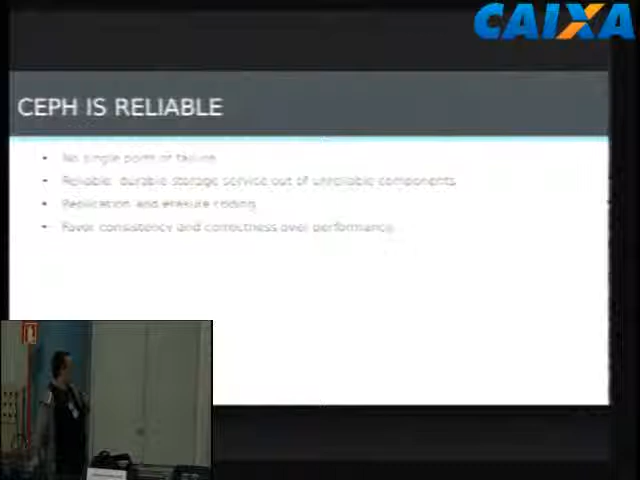 CAIXA
CEPH IS RELIABLE
No single point of failure
Reliable, durable storage service out of unreliable components
Replication and erasure coding
Favor consistency and correctness over performance